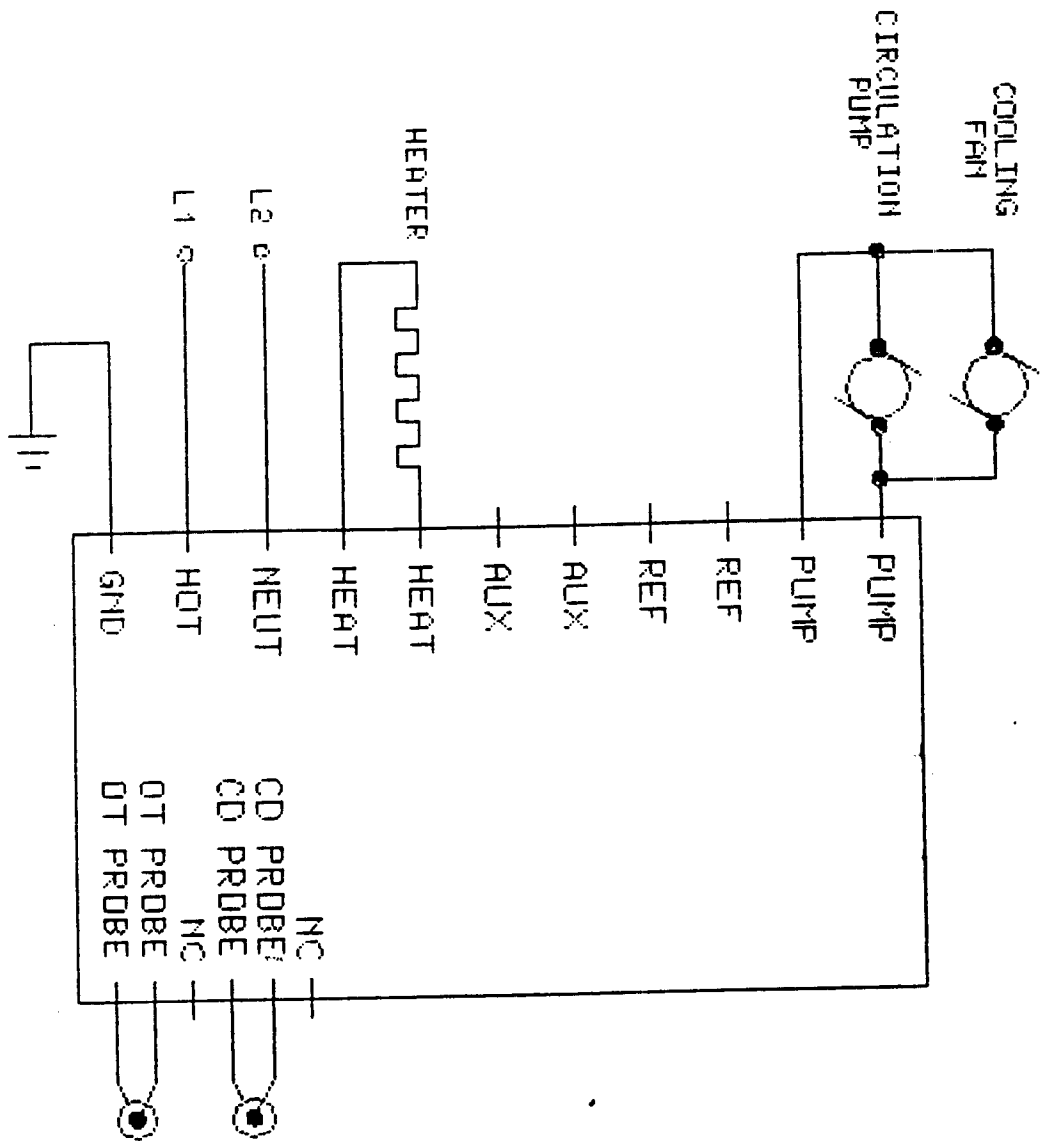 COOLING
FAN
CIRCULATION
PUMP
PUMP
PUMP
REF
REF
AUX
AUX
HEATER
HEAT
HEAT
L2
NEUT
L1
HOT
GND
NC
CD PROBE
CD PROBE
NC
OT PROBE
OT PROBE